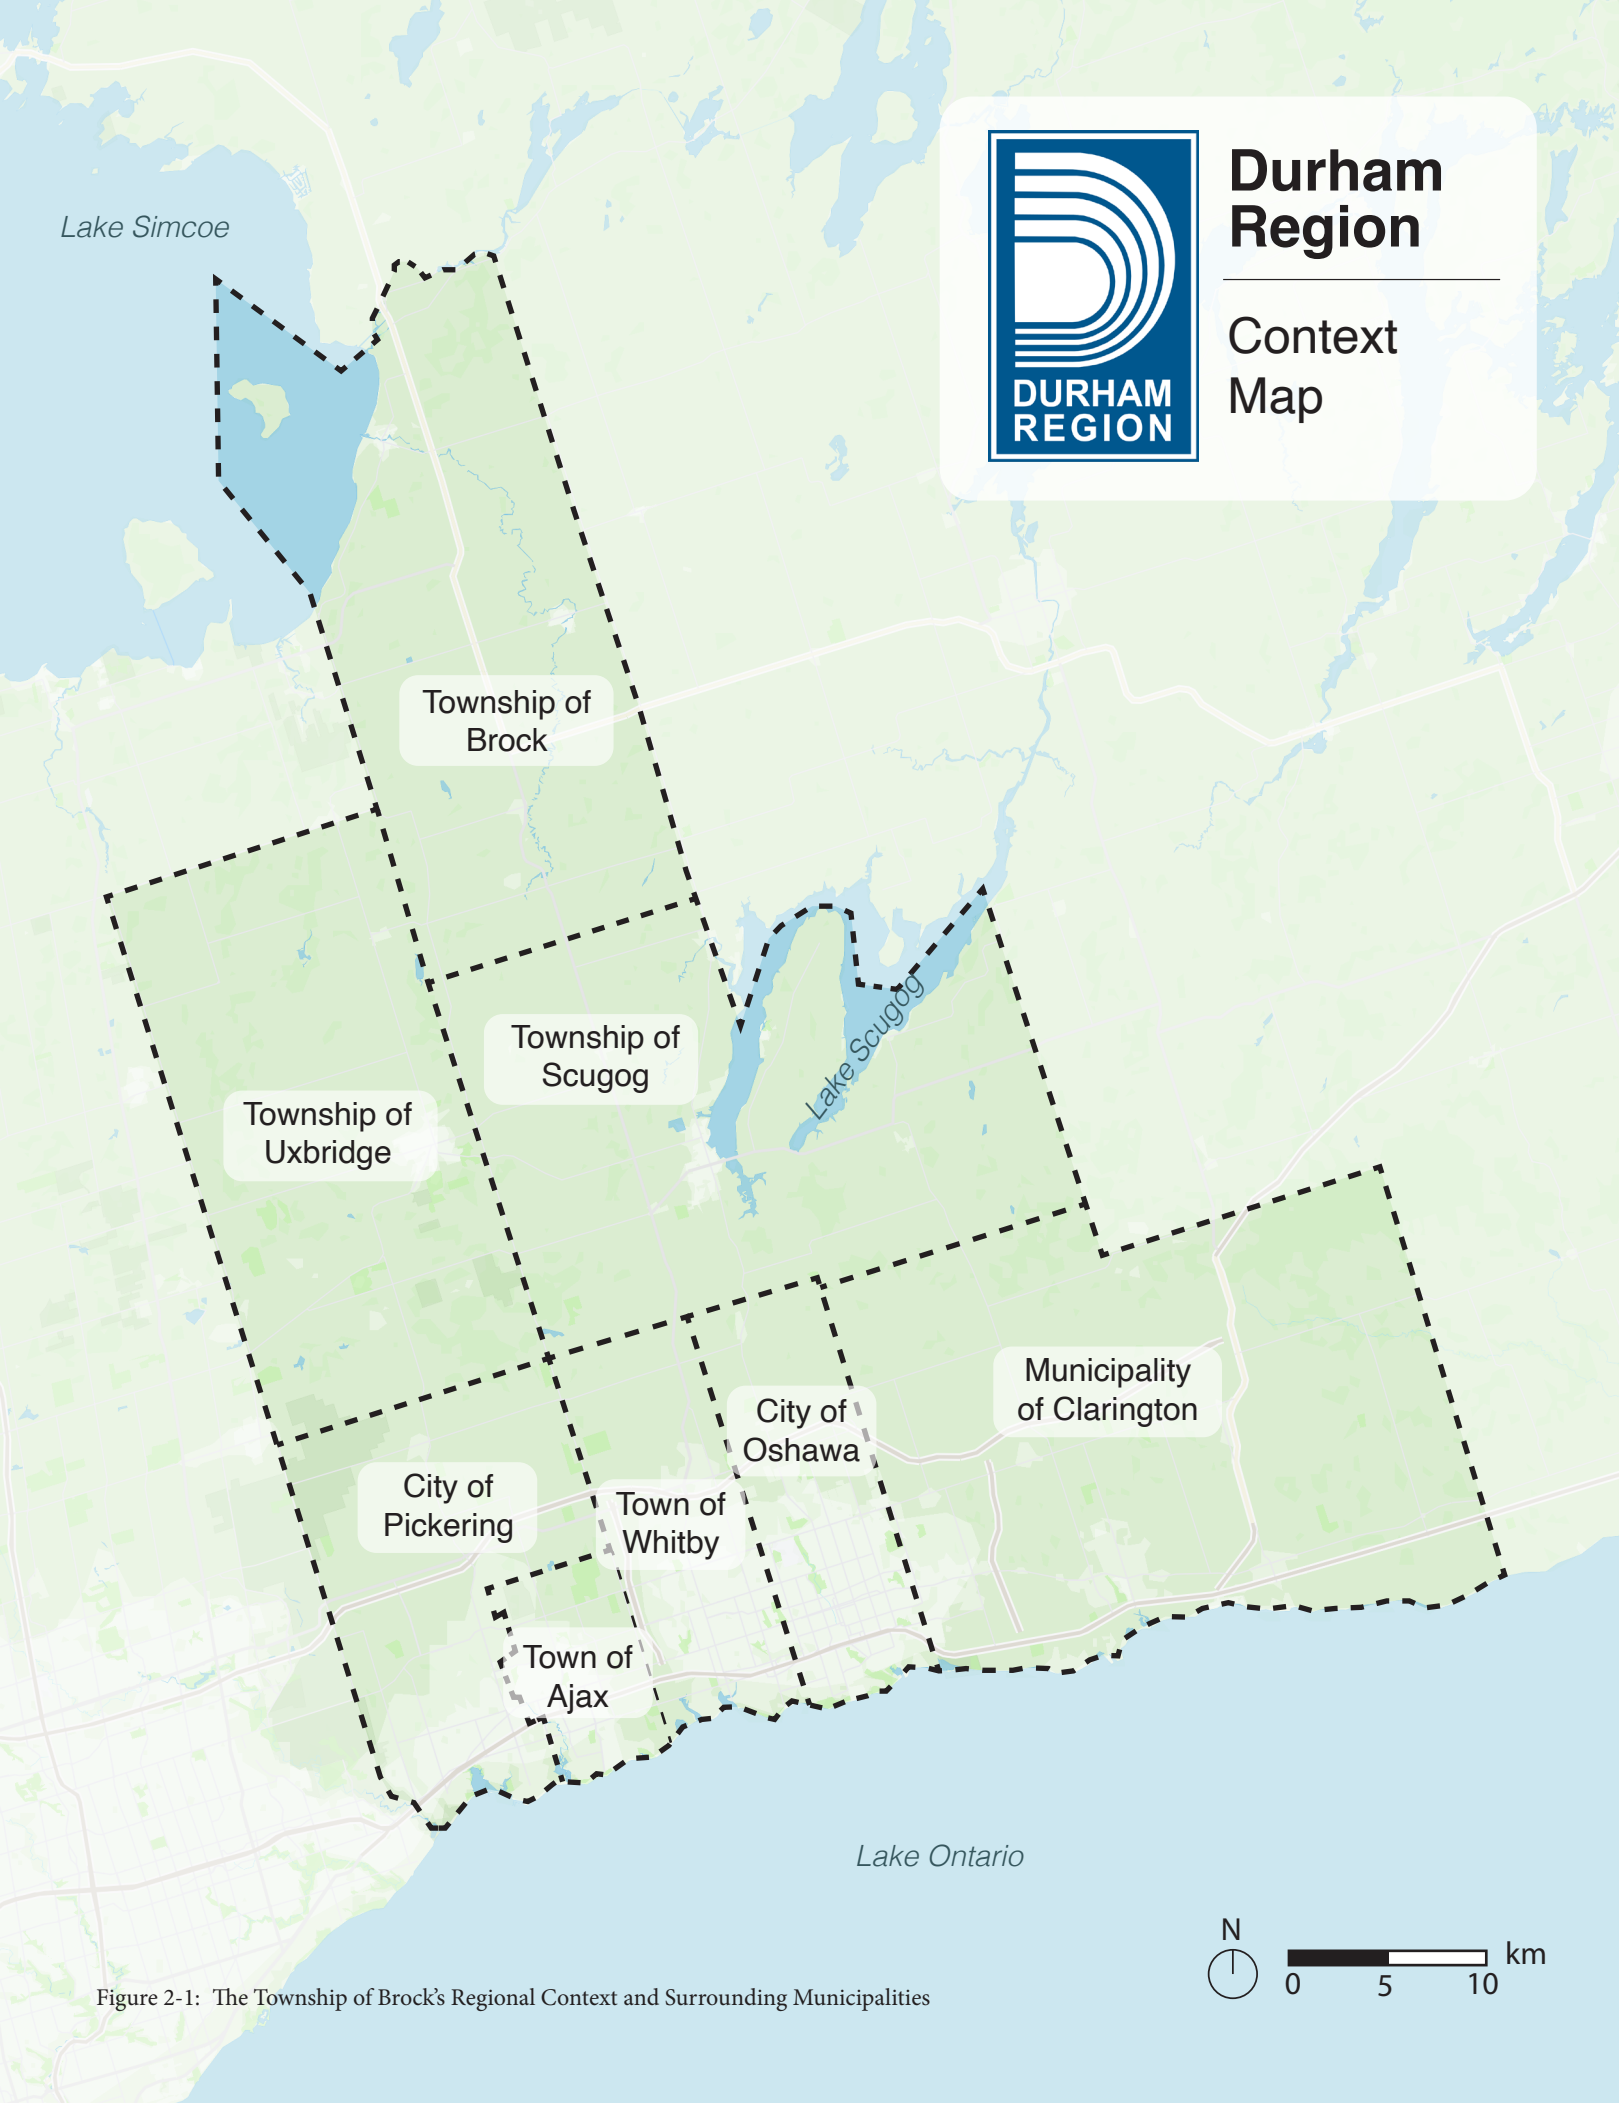 Durham
Region
Context
Map
DURHAM
REGION
Lake Simcoe
Township of
Brock
Township of
Scugog
Lake Scugog
Township of
Uxbridge
Municipality
of Clarington
City of
Oshawa
City of
Pickering
Town of
Whitby
Town of
Ajax
Lake Ontario
N
km
0 5 10
Figure 2-1: The Township of Brock's Regional Context and Surrounding Municipalities